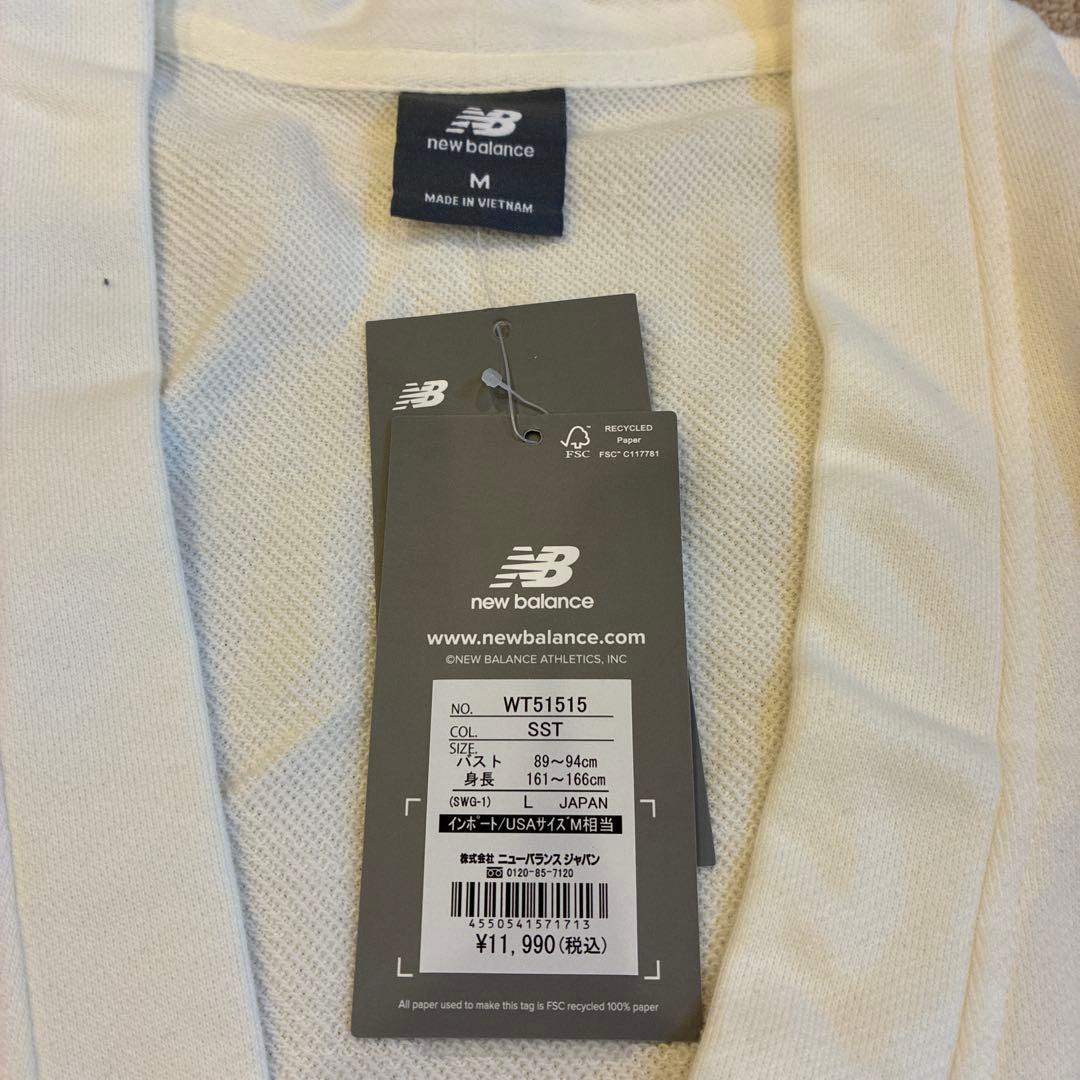 NB
new balance
M
MADE IN VIETNAM
NB
RECYCLED
Paper
FSC
FSC™ C117781
NB
new balance
www.newbalance.com
©NEW BALANCE ATHLETICS, INC
NO. WT51515
COL. SST
SIZE.
バスト 89～94cm
身長 161～166cm
(SWG-1) L JAPAN
インポート/USAサイズM相当
株式会社 ニューバランス ジャパン
0120-85-7120
4550541571713
¥11,990(税込)
All paper used to make this tag is FSC recycled 100% paper